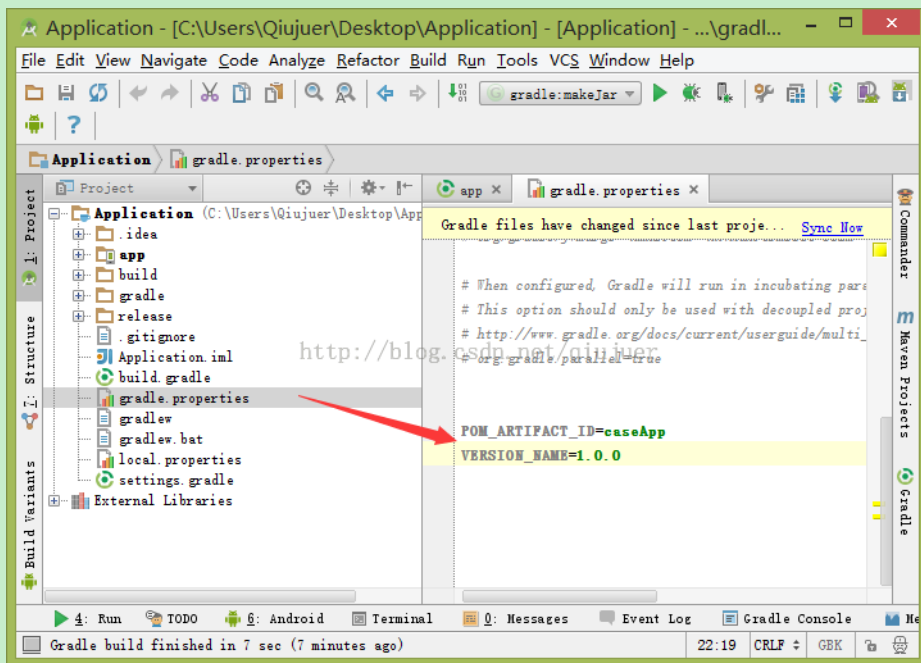 Application - [C:\Users\Qiujuer\Desktop\Application] - [Application] - ...\gradl...
File Edit View Navigate Code Analyze Refactor Build Run Tools VCS Window Help
gradle:makeJar
Application gradle.properties
Project
app gradle.properties
1: Project
Z: Structure
Build Variants
Application (C:\Users\Qiujuer\Desktop\App
.idea
app
build
gradle
release
.gitignore
Application.iml
build.gradle
gradle.properties
gradlew
gradlew.bat
local.properties
settings.gradle
External Libraries
Gradle files have changed since last proje... Sync Now
# When configured, Gradle will run in incubating para
# This option should only be used with decoupled proj
# http://www.gradle.org/docs/current/userguide/multi_
# org.gradle.parallel=true
POM_ARTIFACT_ID=caseApp
VERSION_NAME=1.0.0
http://blog.csdn.net/qiujuer
Commander
Maven Projects
Gradle
4: Run TODO 6: Android Terminal 0: Messages Event Log Gradle Console Me
Gradle build finished in 7 sec (7 minutes ago) 22:19 CRLF GBK